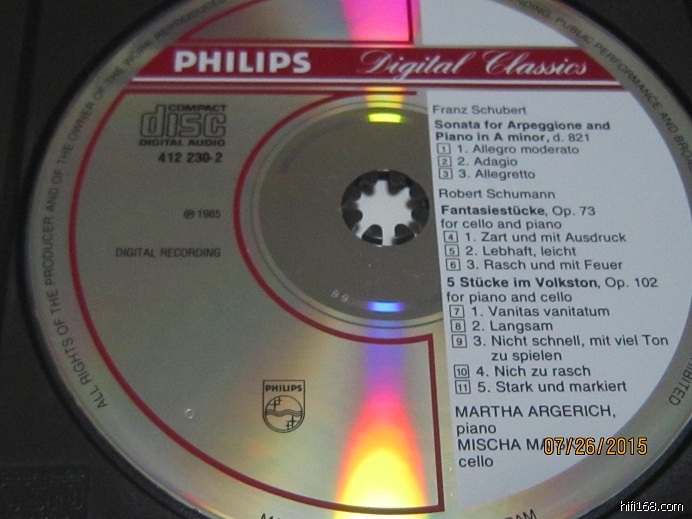 PHILIPS Digital Classics
COMPACT
disc
DIGITAL AUDIO
412 230-2
℗ 1985
DIGITAL RECORDING
Franz Schubert
Sonata for Arpeggione and
Piano in A minor, d. 821
1 1. Allegro moderato
2 2. Adagio
3 3. Allegretto
Robert Schumann
Fantasiestücke, Op. 73
for cello and piano
4 1. Zart und mit Ausdruck
5 2. Lebhaft, leicht
6 3. Rasch und mit Feuer
5 Stücke im Volkston, Op. 102
for piano and cello
7 1. Vanitas vanitatum
8 2. Langsam
9 3. Nicht schnell, mit viel Ton
zu spielen
10 4. Nich zu rasch
11 5. Stark und markiert
MARTHA ARGERICH,
piano
MISCHA
cello
PHILIPS
ALL RIGHTS OF THE PRODUCER AND OF THE OWNER OF THE WORK REPRODUCED
PUBLIC PERFORMANCE AND
07/26/2015
hifi168.com